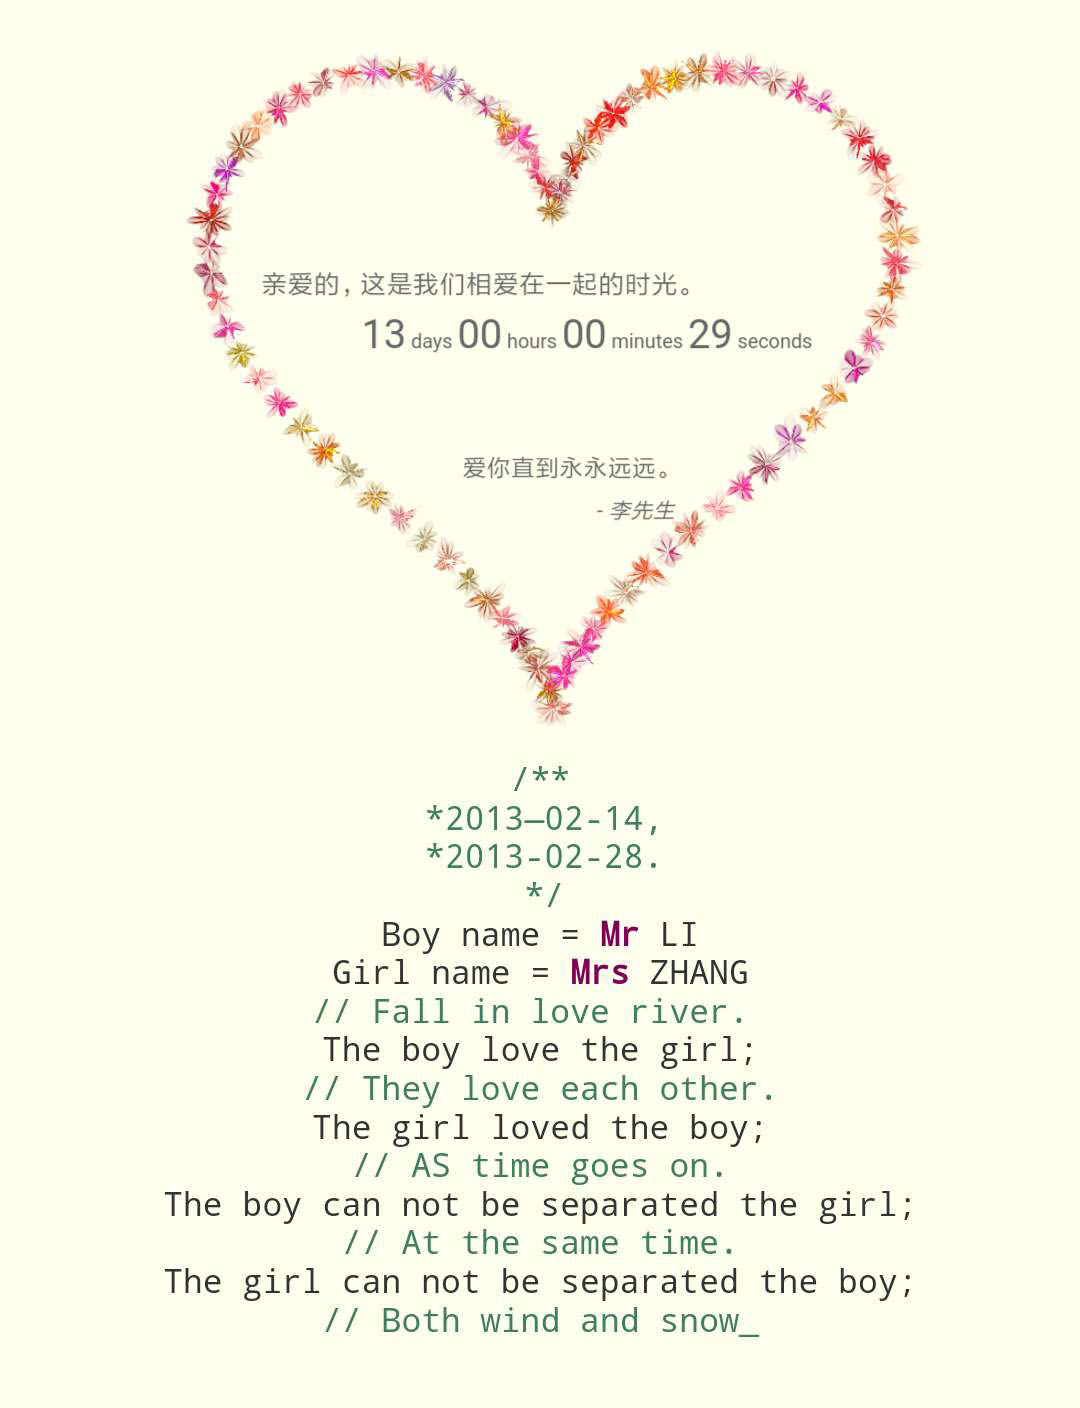 亲爱的, 这是我们相爱在一起的时光。
13 days 00 hours 00 minutes 29 seconds
爱你直到永永远远。
- 李先生
/**
*2013—02-14,
*2013-02-28.
*/
Boy name = Mr LI
Girl name = Mrs ZHANG
// Fall in love river.
The boy love the girl;
// They love each other.
The girl loved the boy;
// AS time goes on.
The boy can not be separated the girl;
// At the same time.
The girl can not be separated the boy;
// Both wind and snow_